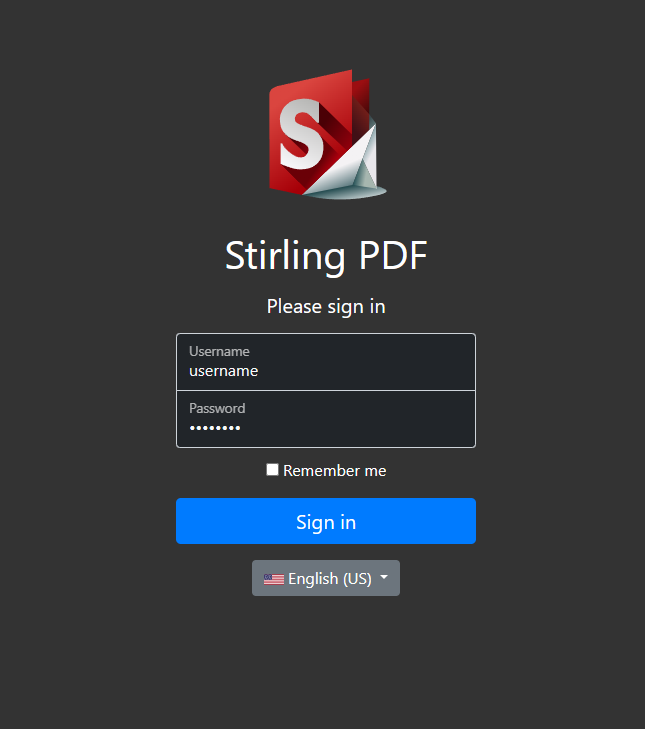 S
Stirling PDF
Please sign in
Username
username
Password
••••••••
Remember me
Sign in
English (US)